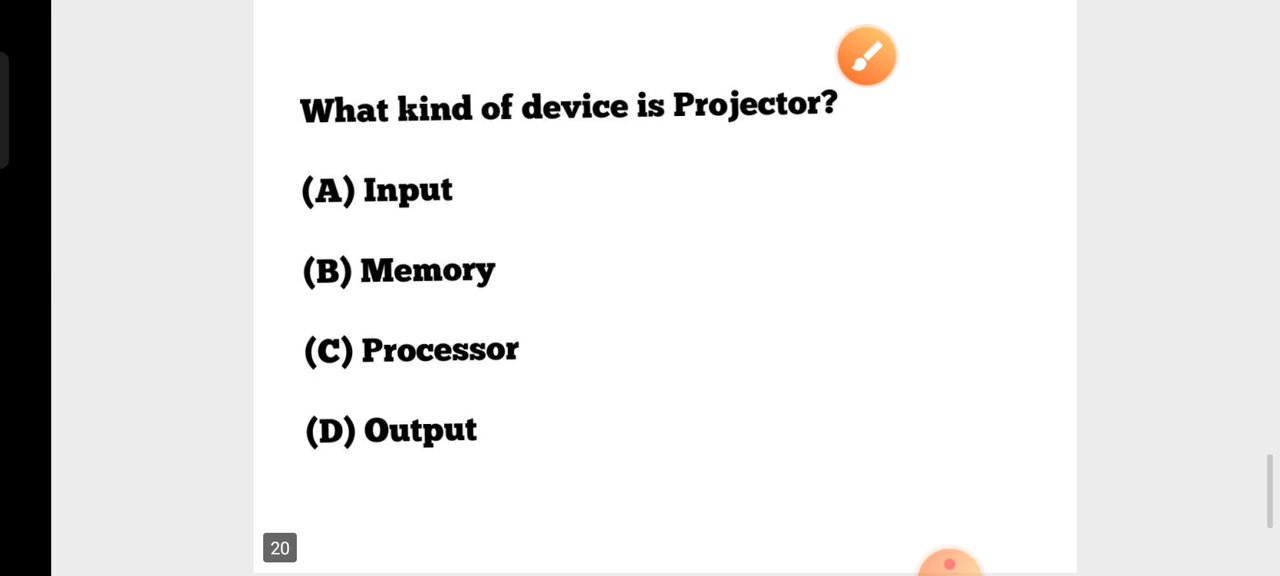 What kind of device is Projector?
(A) Input
(B) Memory
(C) Processor
(D) Output
20